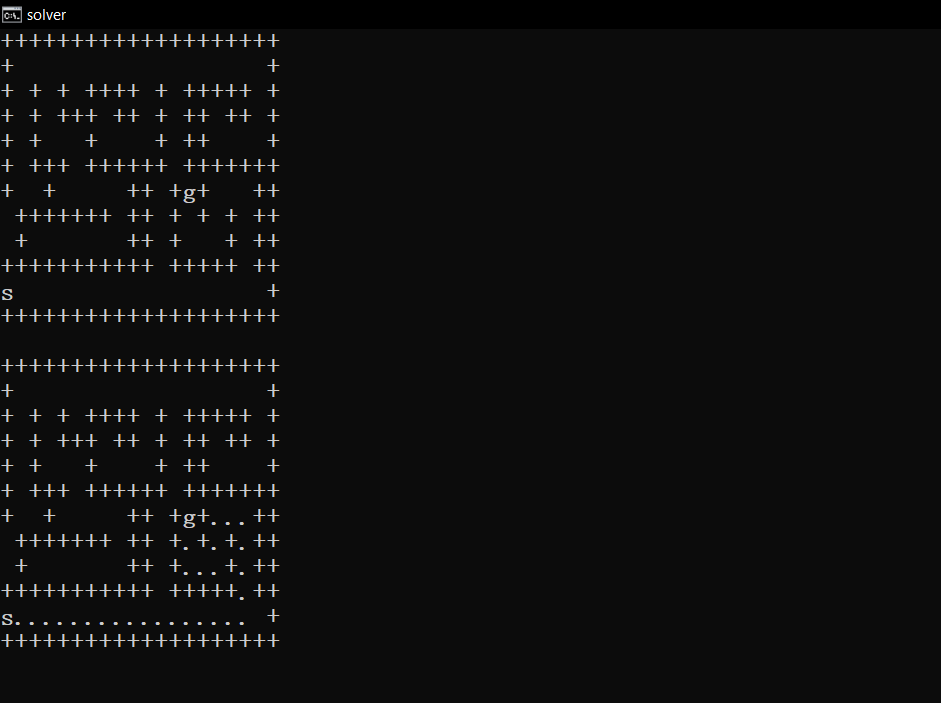 solver
++++++++++++++++++++
+                  +
+ + + ++++ + +++++ +
+ + +++ ++ + ++ ++ +
+ +   +    + ++    +
+ +++ ++++++ +++++++
+  +     ++ +g+   ++
 +++++++ ++ + + + ++
 +       ++ +   + ++
+++++++++++ +++++ ++
s                  +
++++++++++++++++++++
++++++++++++++++++++
+                  +
+ + + ++++ + +++++ +
+ + +++ ++ + ++ ++ +
+ +   +    + ++    +
+ +++ ++++++ +++++++
+  +     ++ +g+...++
 +++++++ ++ +.+.+.++
 +       ++ +...+.++
+++++++++++ +++++.++
s................. +
++++++++++++++++++++